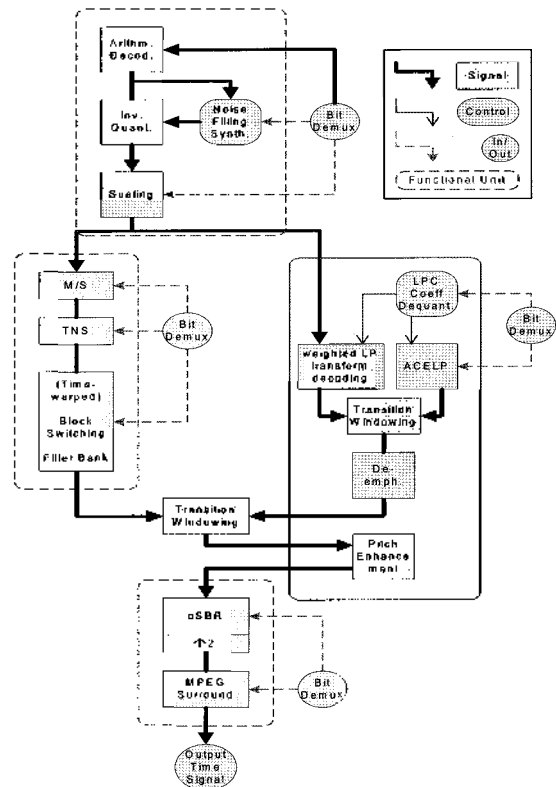 Arithm.
Decod.
Inv.
Quant.
Noise
Filling
Synth.
Bit
Demux
Scaling
Signal
Control
In/
Out
Functional Unit
M/S
TNS
Bit
Demux
(Time-
warped)
Block
Switching
Filter Bank
LPC
Coeff
Dequant
Bit
Demux
weighted LP
transform
decoding
ACELP
Transition
Windowing
De-
emph.
Transition
Windowing
Pitch
Enhance
ment
eSBR
↑2
MPEG
Surround
Bit
Demux
Output
Time
Signal